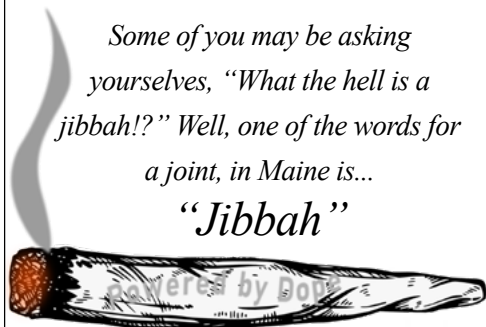 Some of you may be asking
yourselves, “What the hell is a
jibbah!?” Well, one of the words for
a joint, in Maine is...
“Jibbah”
Powered by Dope